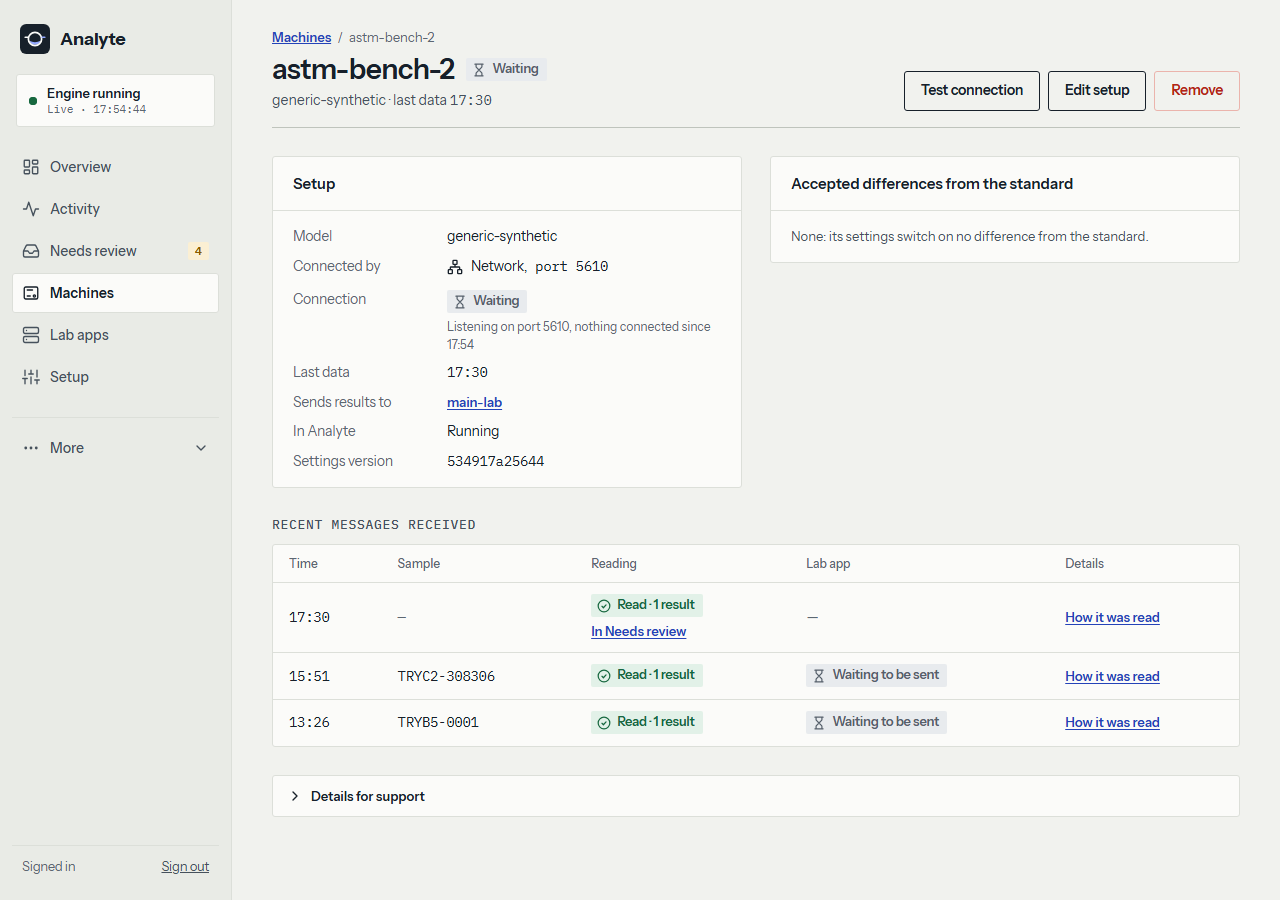 Analyte
Engine running
Live · 17:54:44
Overview
Activity
Needs review 4
Machines
Lab apps
Setup
More
Signed in Sign out
Machines / astm-bench-2
astm-bench-2 Waiting
generic-synthetic · last data 17:30
Test connection Edit setup Remove
Setup
Model generic-synthetic
Connected by Network, port 5610
Connection Waiting
Listening on port 5610, nothing connected since
17:54
Last data 17:30
Sends results to main-lab
In Analyte Running
Settings version 534917a25644
Accepted differences from the standard
None: its settings switch on no difference from the standard.
RECENT MESSAGES RECEIVED
Time Sample Reading Lab app Details
17:30 — Read · 1 result — How it was read
In Needs review
15:51 TRYC2-308306 Read · 1 result Waiting to be sent How it was read
13:26 TRYB5-0001 Read · 1 result Waiting to be sent How it was read
Details for support